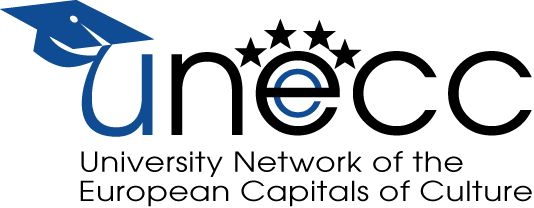 unecc
University Network of the
European Capitals of Culture